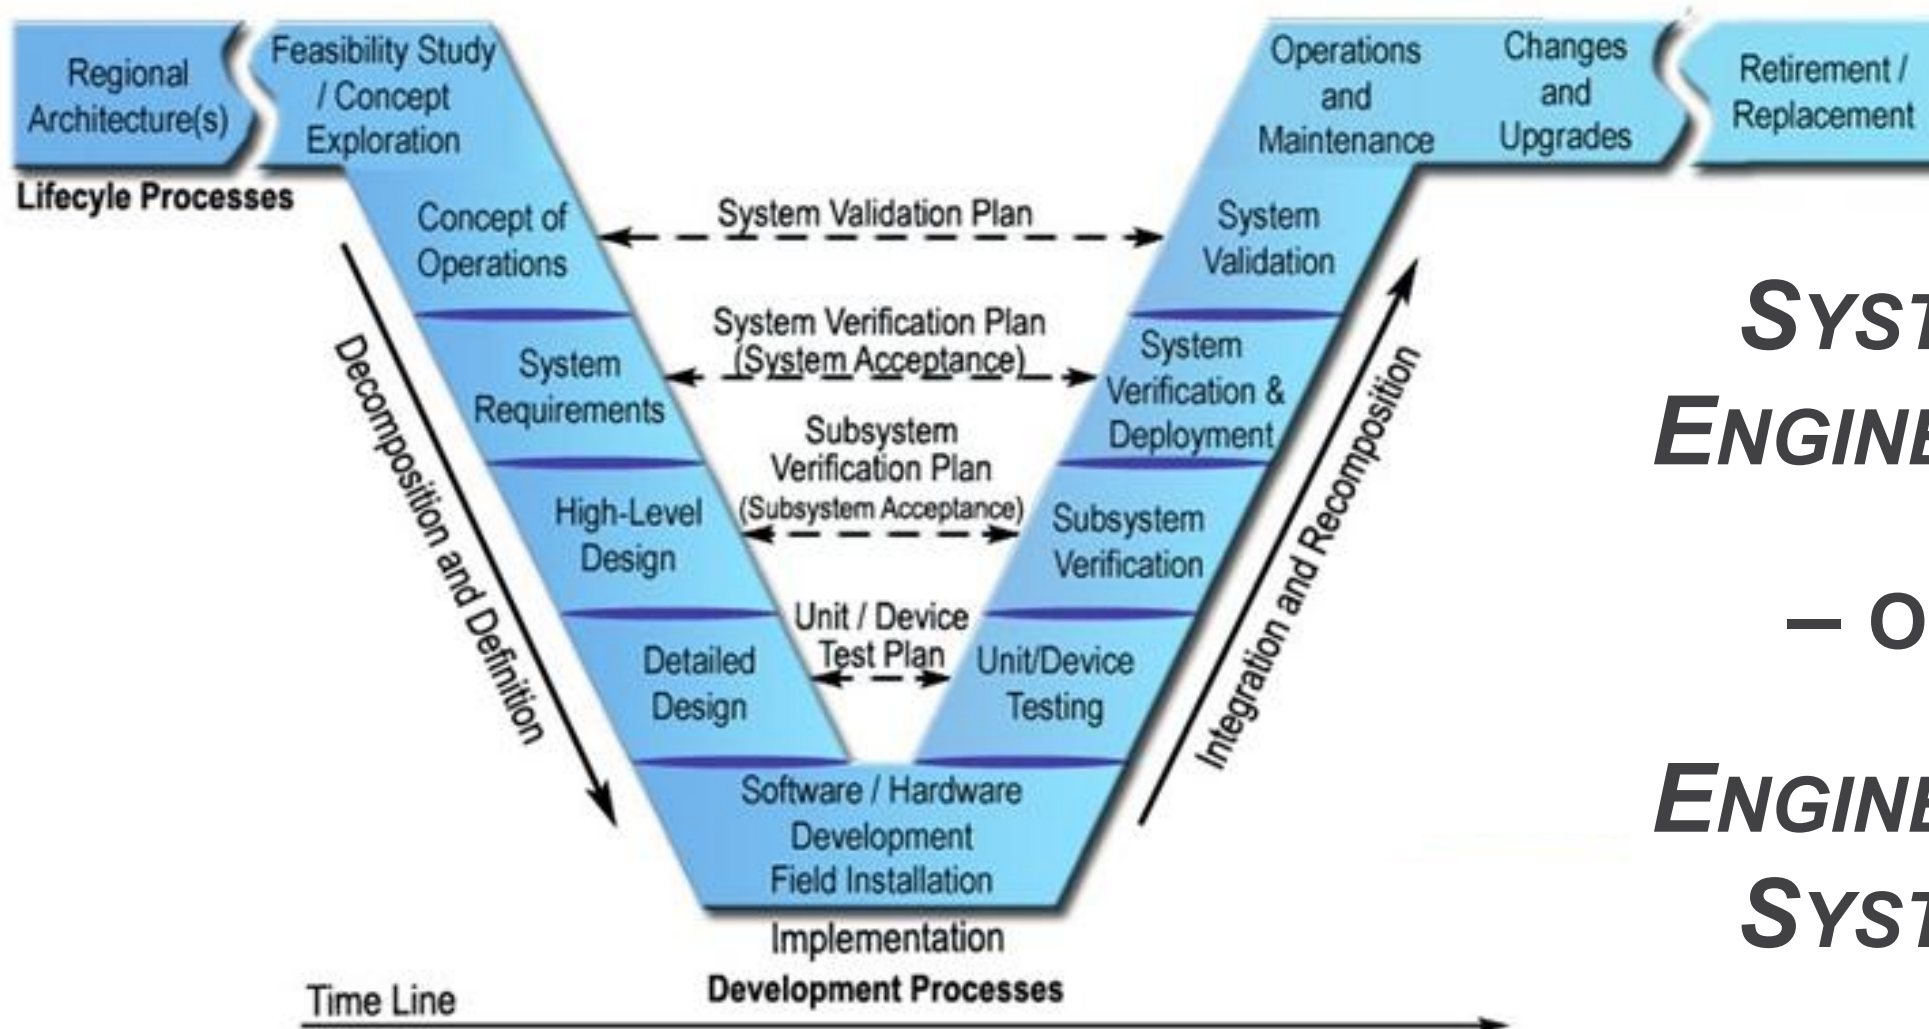 Regional
Architecture(s)
Feasibility Study
/ Concept
Exploration
Operations
and
Maintenance
Changes
and
Upgrades
Retirement /
Replacement
Lifecyle Processes
Concept of
Operations
System Validation Plan
System
Validation
System
Requirements
System Verification Plan
(System Acceptance)
System
Verification &
Deployment
High-Level
Design
Subsystem
Verification Plan
(Subsystem Acceptance)
Subsystem
Verification
Detailed
Design
Unit / Device
Test Plan
Unit/Device
Testing
Decomposition and Definition
Integration and Recomposition
Software / Hardware
Development
Field Installation
Implementation
Development Processes
Time Line
SYST
ENGINE
– O
ENGINE
SYST